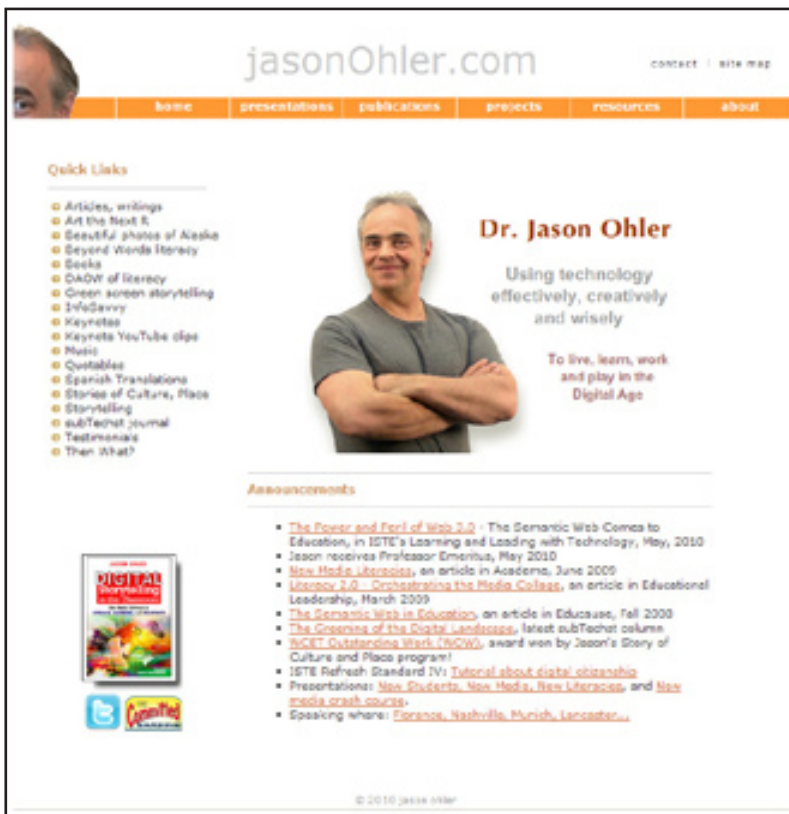 jasonOhler.com
contact | site map
home presentations publications projects resources about
Quick Links
Articles, writings
Art the Next R
Beautiful photos of Alaska
Beyond Words literacy
Books
DAOW of literacy
Green screen storytelling
InfoSavvy
Keynotes
Keynote YouTube clips
Music
Quotables
Spanish Translations
Stories of Culture, Place
Storytelling
subTechst journal
Testimonials
Then What?
Dr. Jason Ohler
Using technology
effectively, creatively
and wisely
To live, learn, work
and play in the
Digital Age
Announcements
The Power and Peril of Web 3.0 - The Semantic Web Comes to
Education, in ISTE's Learning and Leading with Technology, May, 2010
Jason receives Professor Emeritus, May 2010
New Media Literacies, an article in Academe, June 2009
Literacy 2.0 - Orchestrating the Media Collage, an article in Educational
Leadership, March 2009
The Semantic Web in Education, an article in Educause, Fall 2008
The Greening of the Digital Landscape, latest subTechst column
NCET Outstanding Work (NOW), award won by Jason's Story of
Culture and Place program!
ISTE Refresh Standard IV: Tutorial about digital citizenship
Presentations: New Students, New Media, New Literacies, and New
media crash course.
Speaking where: Florence, Nashville, Munich, Lancaster...
DIGITAL
Storytelling
© 2010 jason ohler